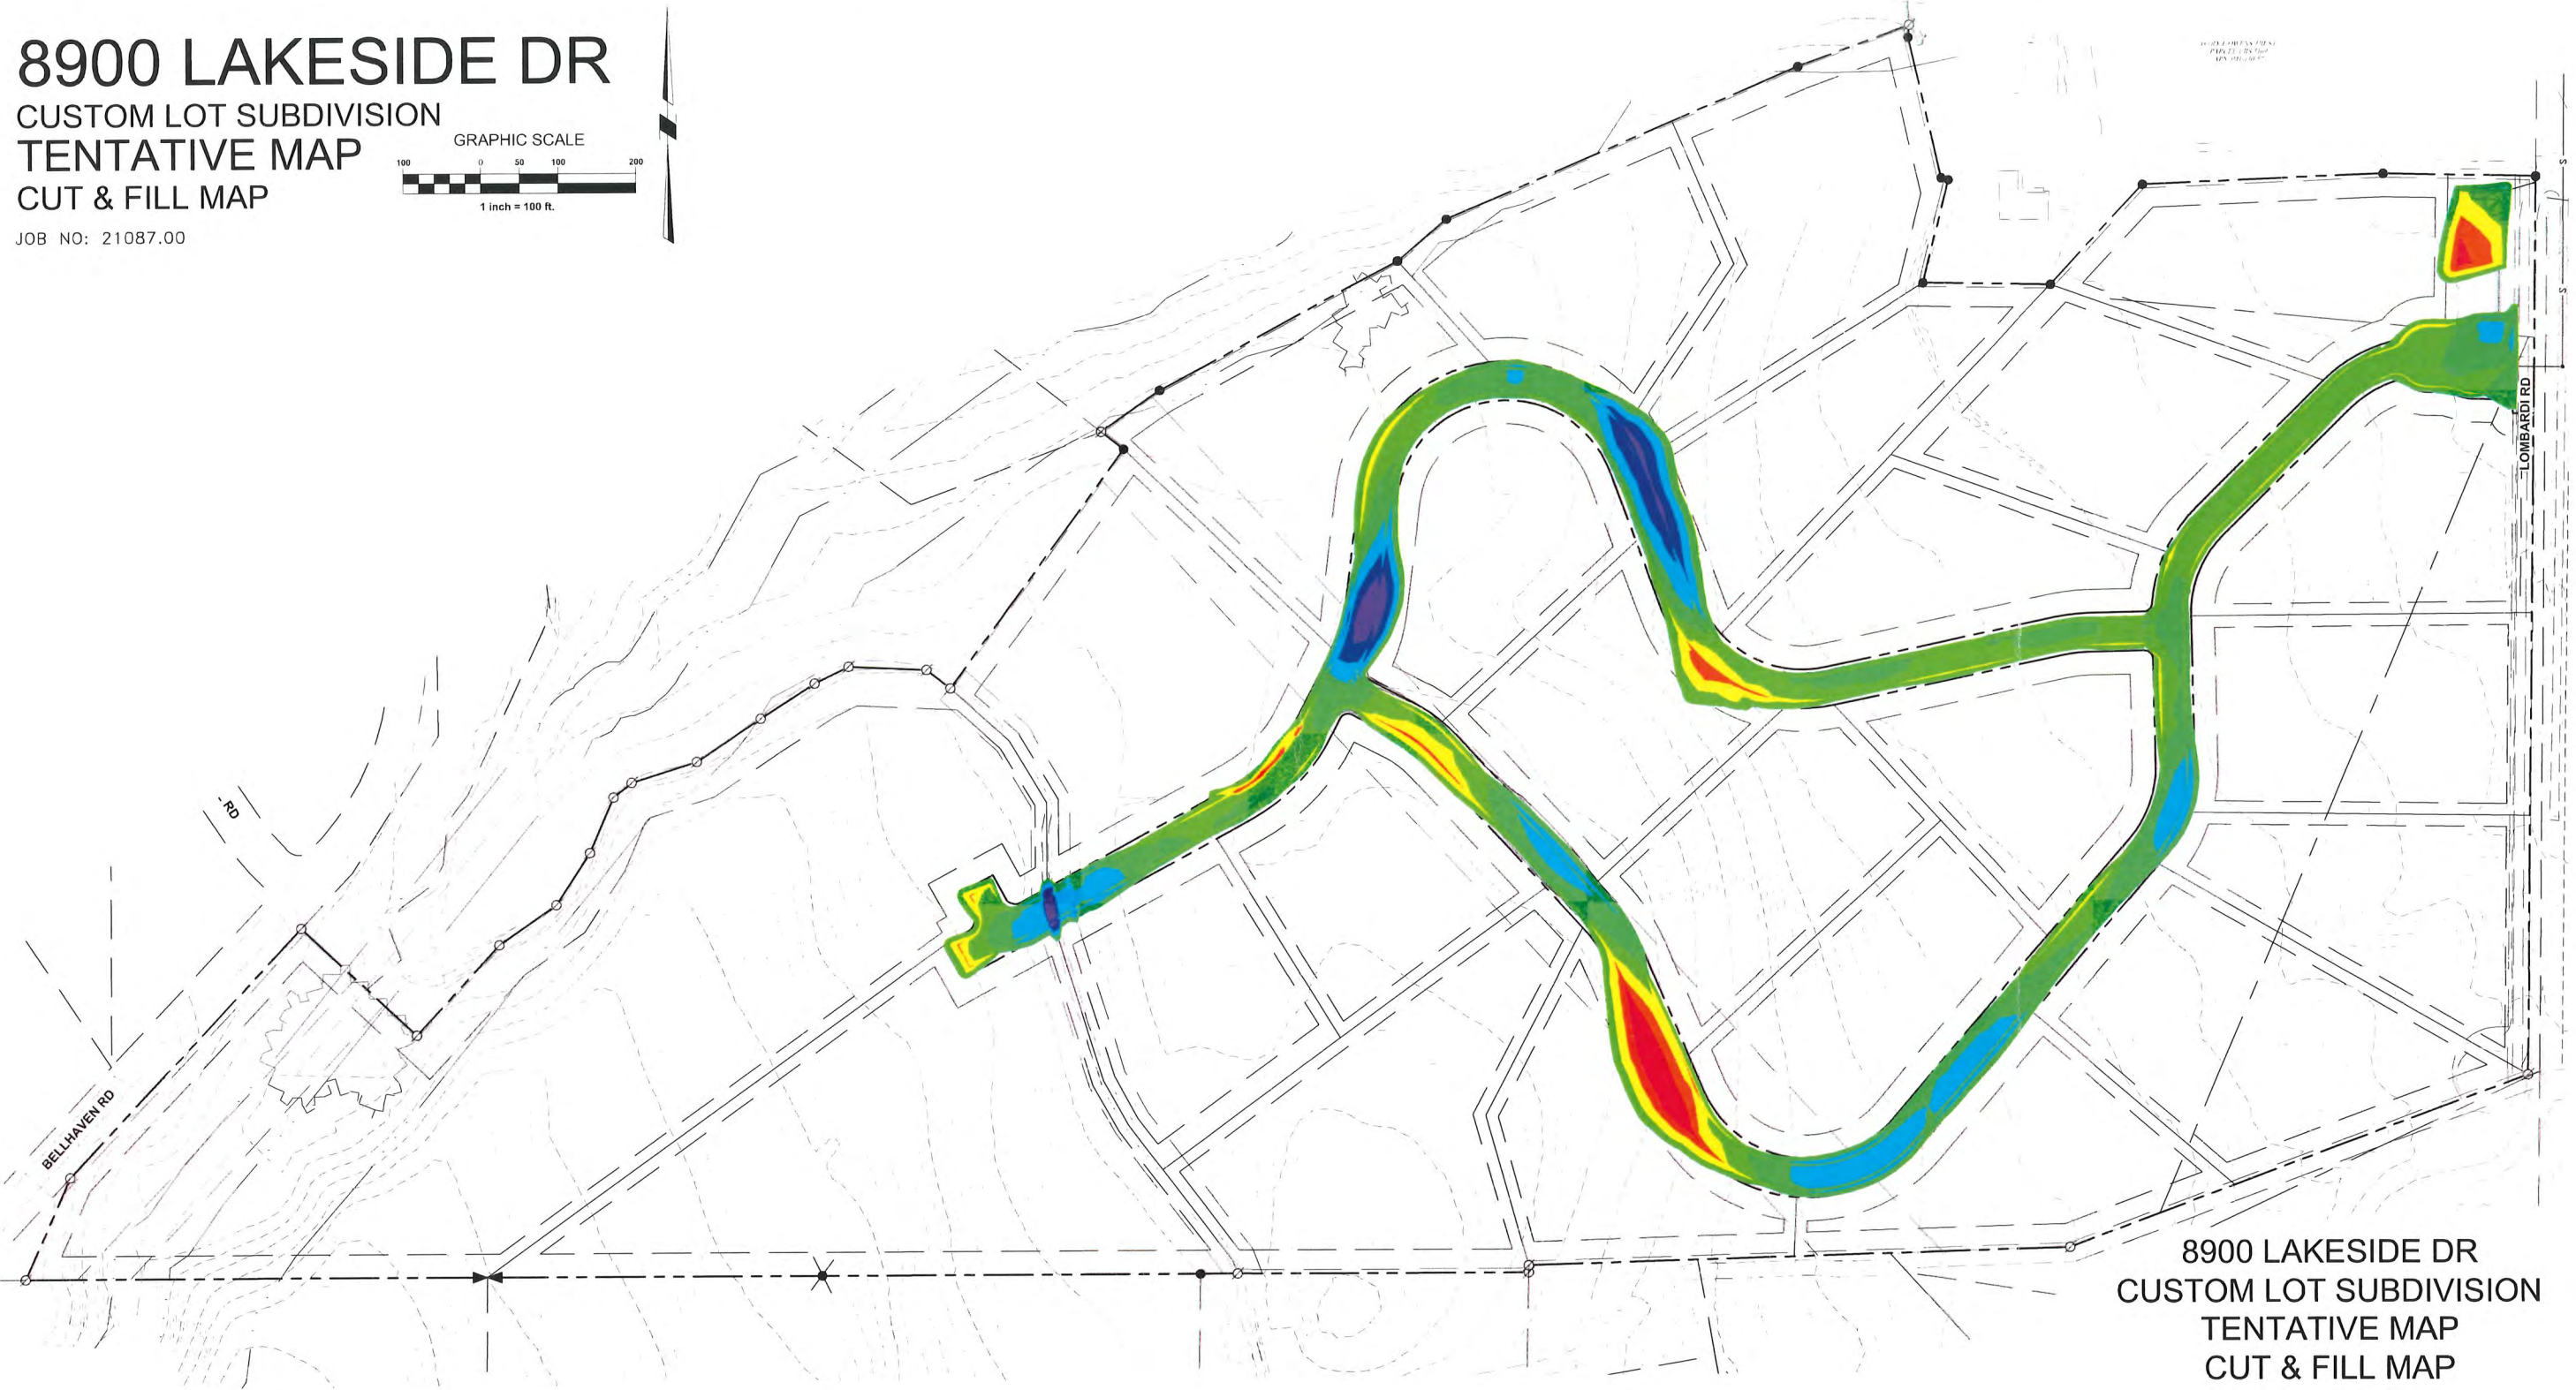 8900 LAKESIDE DR
CUSTOM LOT SUBDIVISION
TENTATIVE MAP
CUT & FILL MAP
JOB NO: 21087.00
GRAPHIC SCALE
100 0 50 100 200
1 inch = 100 ft.
LOMBARDI RD
S
S
RD
BELLHAVEN RD
8900 LAKESIDE DR
CUSTOM LOT SUBDIVISION
TENTATIVE MAP
CUT & FILL MAP